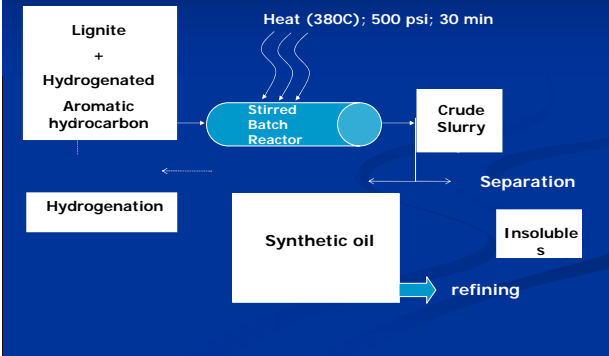 Lignite
+
Hydrogenated
Aromatic
hydrocarbon
Heat (380C); 500 psi; 30 min
Stirred
Batch
Reactor
Crude
Slurry
Separation
Hydrogenation
Synthetic oil
Insoluble
s
refining